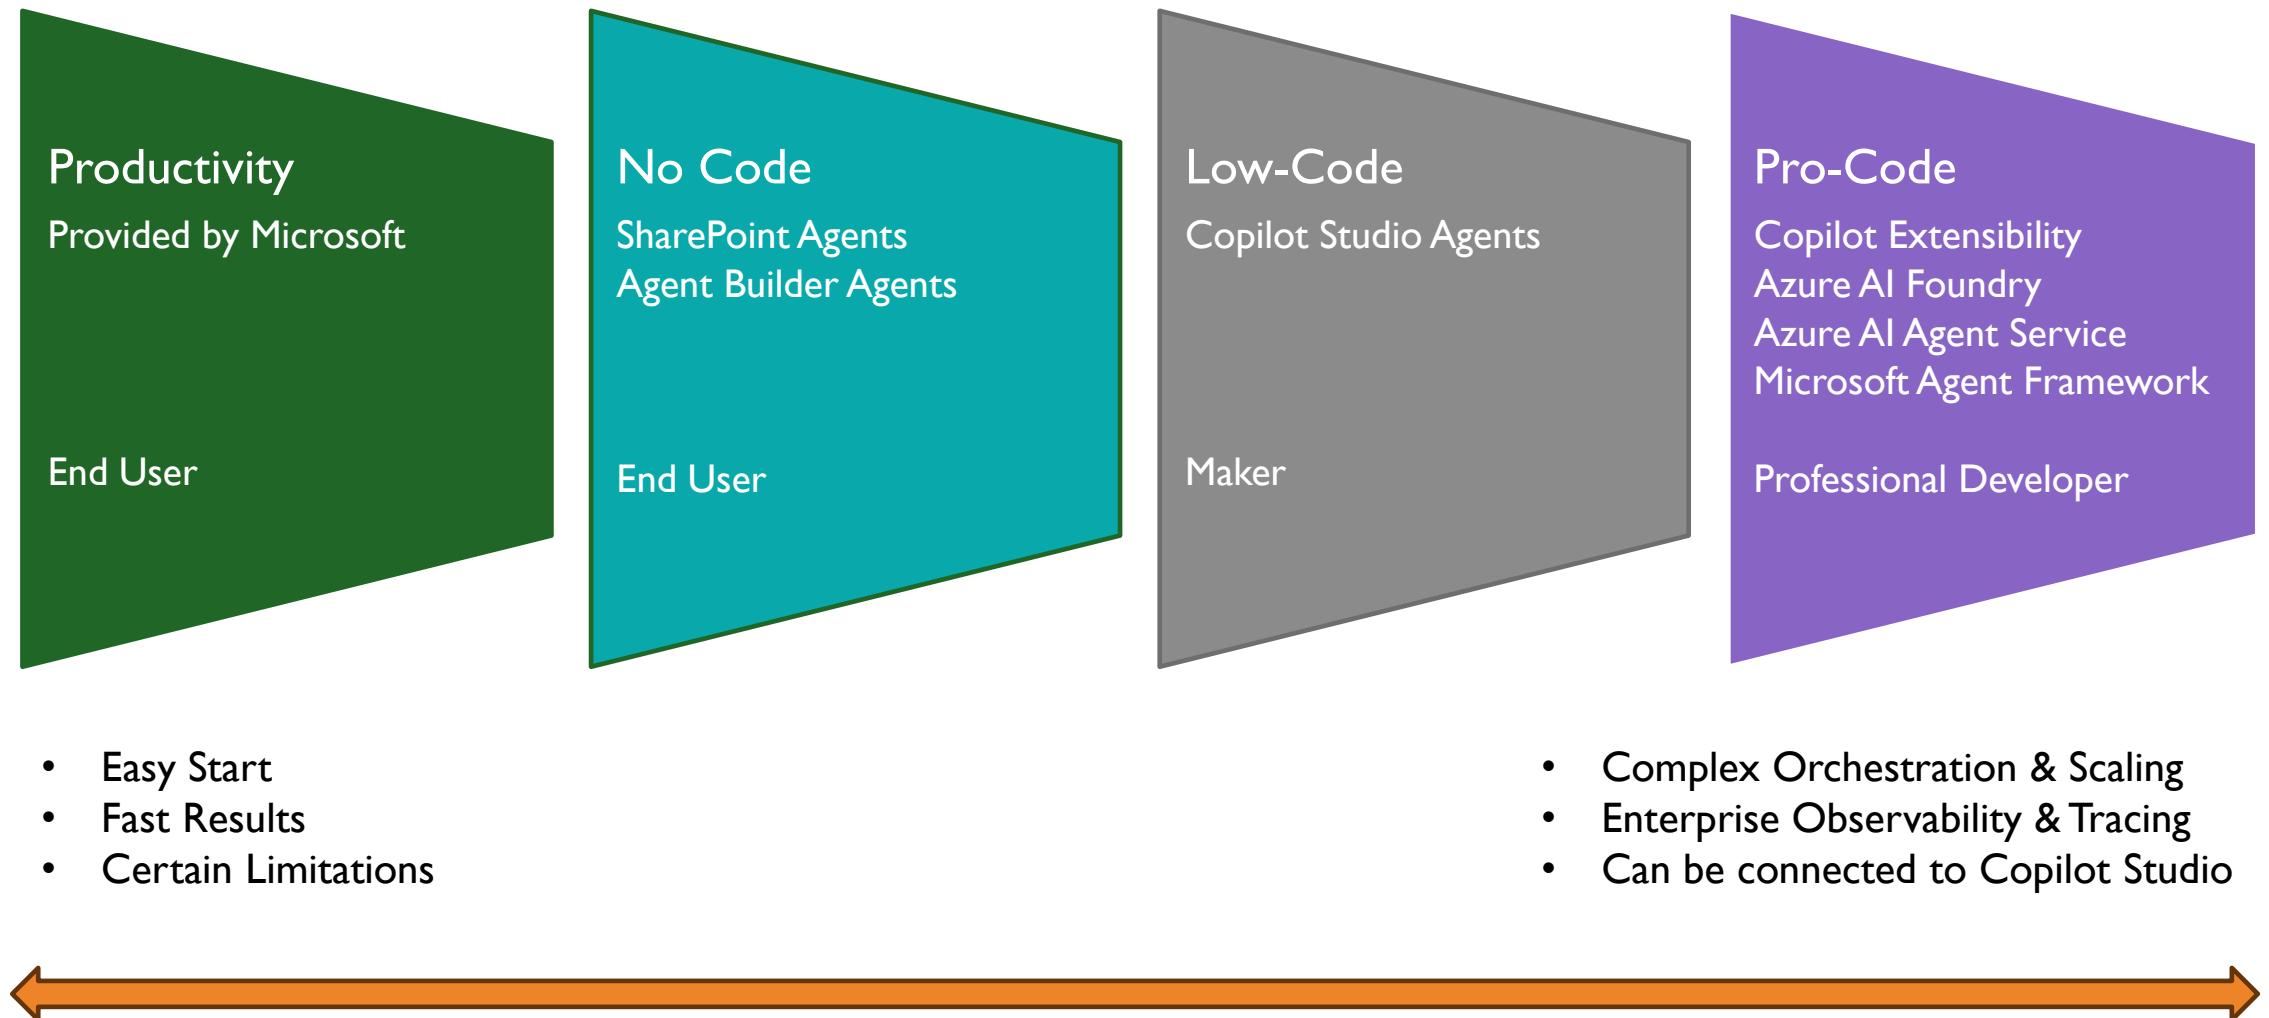 Productivity
Provided by Microsoft
End User
No Code
SharePoint Agents
Agent Builder Agents
End User
Low-Code
Copilot Studio Agents
Maker
Pro-Code
Copilot Extensibility
Azure AI Foundry
Azure AI Agent Service
Microsoft Agent Framework
Professional Developer
• Easy Start
• Fast Results
• Certain Limitations
• Complex Orchestration & Scaling
• Enterprise Observability & Tracing
• Can be connected to Copilot Studio